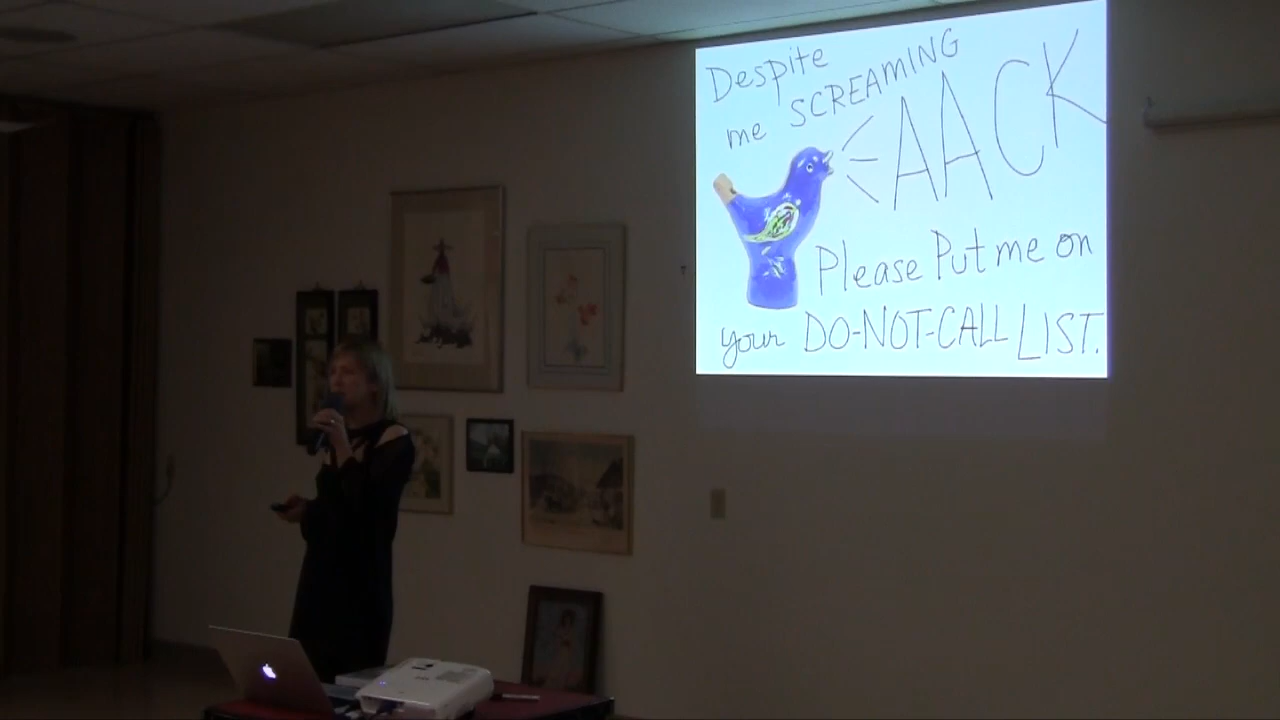 Despite
me SCREAMING
AACK
Please Put me on
your DO-NOT-CALL LIST.